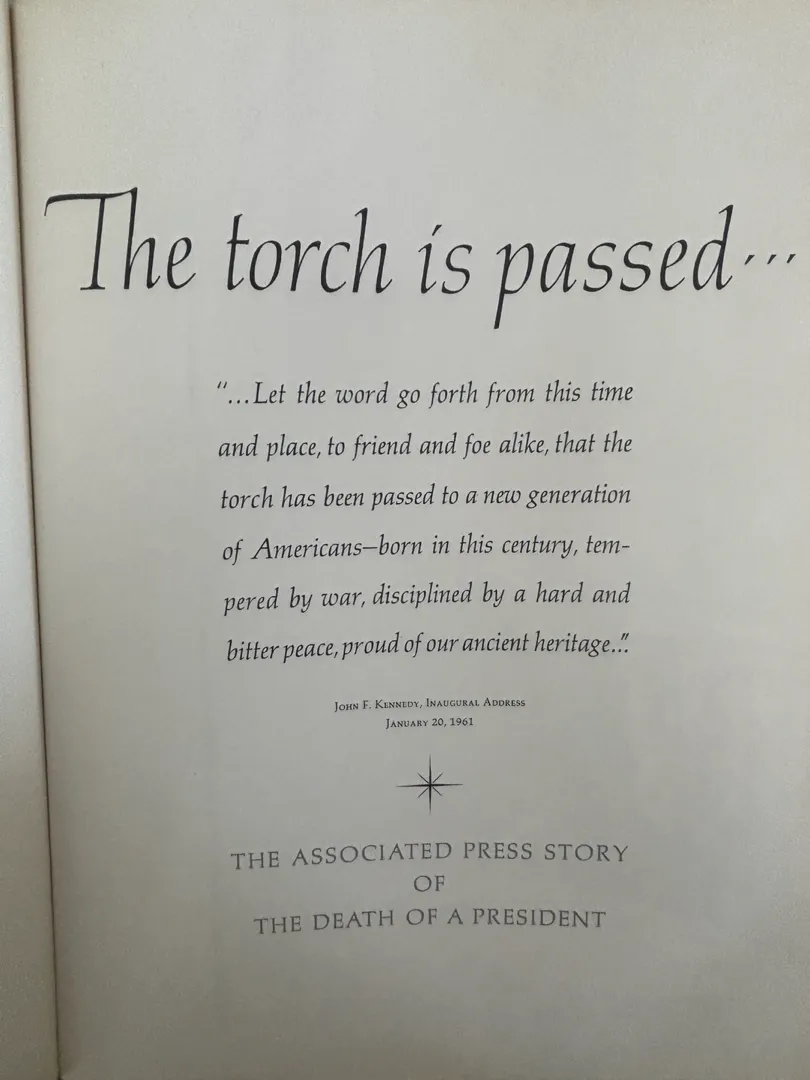 The torch is passed...
“...Let the word go forth from this time
and place, to friend and foe alike, that the
torch has been passed to a new generation
of Americans—born in this century, tem-
pered by war, disciplined by a hard and
bitter peace, proud of our ancient heritage...”
John F. Kennedy, Inaugural Address
January 20, 1961
THE ASSOCIATED PRESS STORY
OF
THE DEATH OF A PRESIDENT